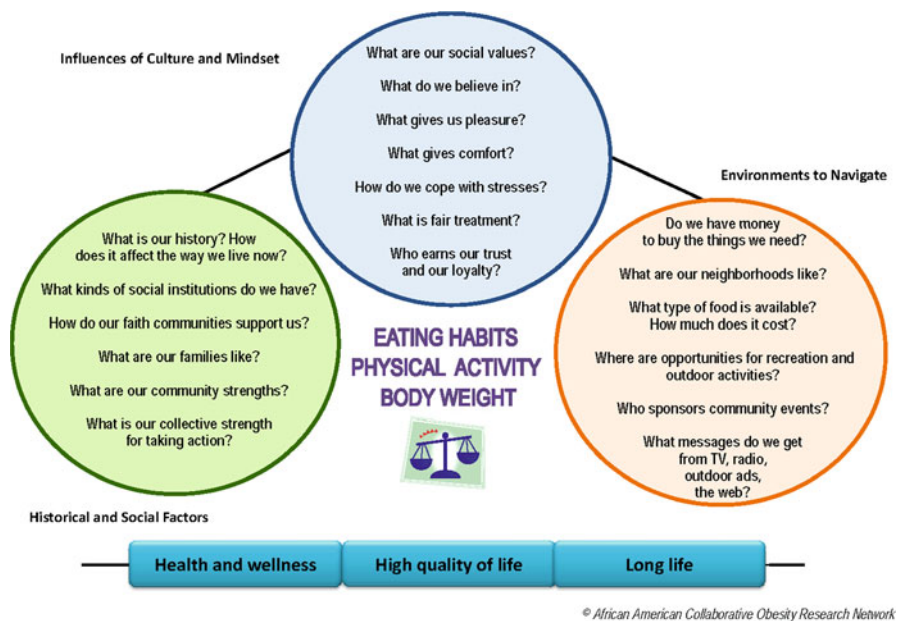 Influences of Culture and Mindset
What are our social values?
What do we believe in?
What gives us pleasure?
What gives comfort?
How do we cope with stresses?
What is fair treatment?
Who earns our trust
and our loyalty?
Environments to Navigate
Do we have money
to buy the things we need?
What are our neighborhoods like?
What type of food is available?
How much does it cost?
Where are opportunities for recreation and
outdoor activities?
Who sponsors community events?
What messages do we get
from TV, radio,
outdoor ads,
the web?
What is our history? How
does it affect the way we live now?
What kinds of social institutions do we have?
How do our faith communities support us?
What are our families like?
What are our community strengths?
What is our collective strength
for taking action?
Historical and Social Factors
EATING HABITS
PHYSICAL ACTIVITY
BODY WEIGHT
Health and wellness
High quality of life
Long life
© African American Collaborative Obesity Research Network